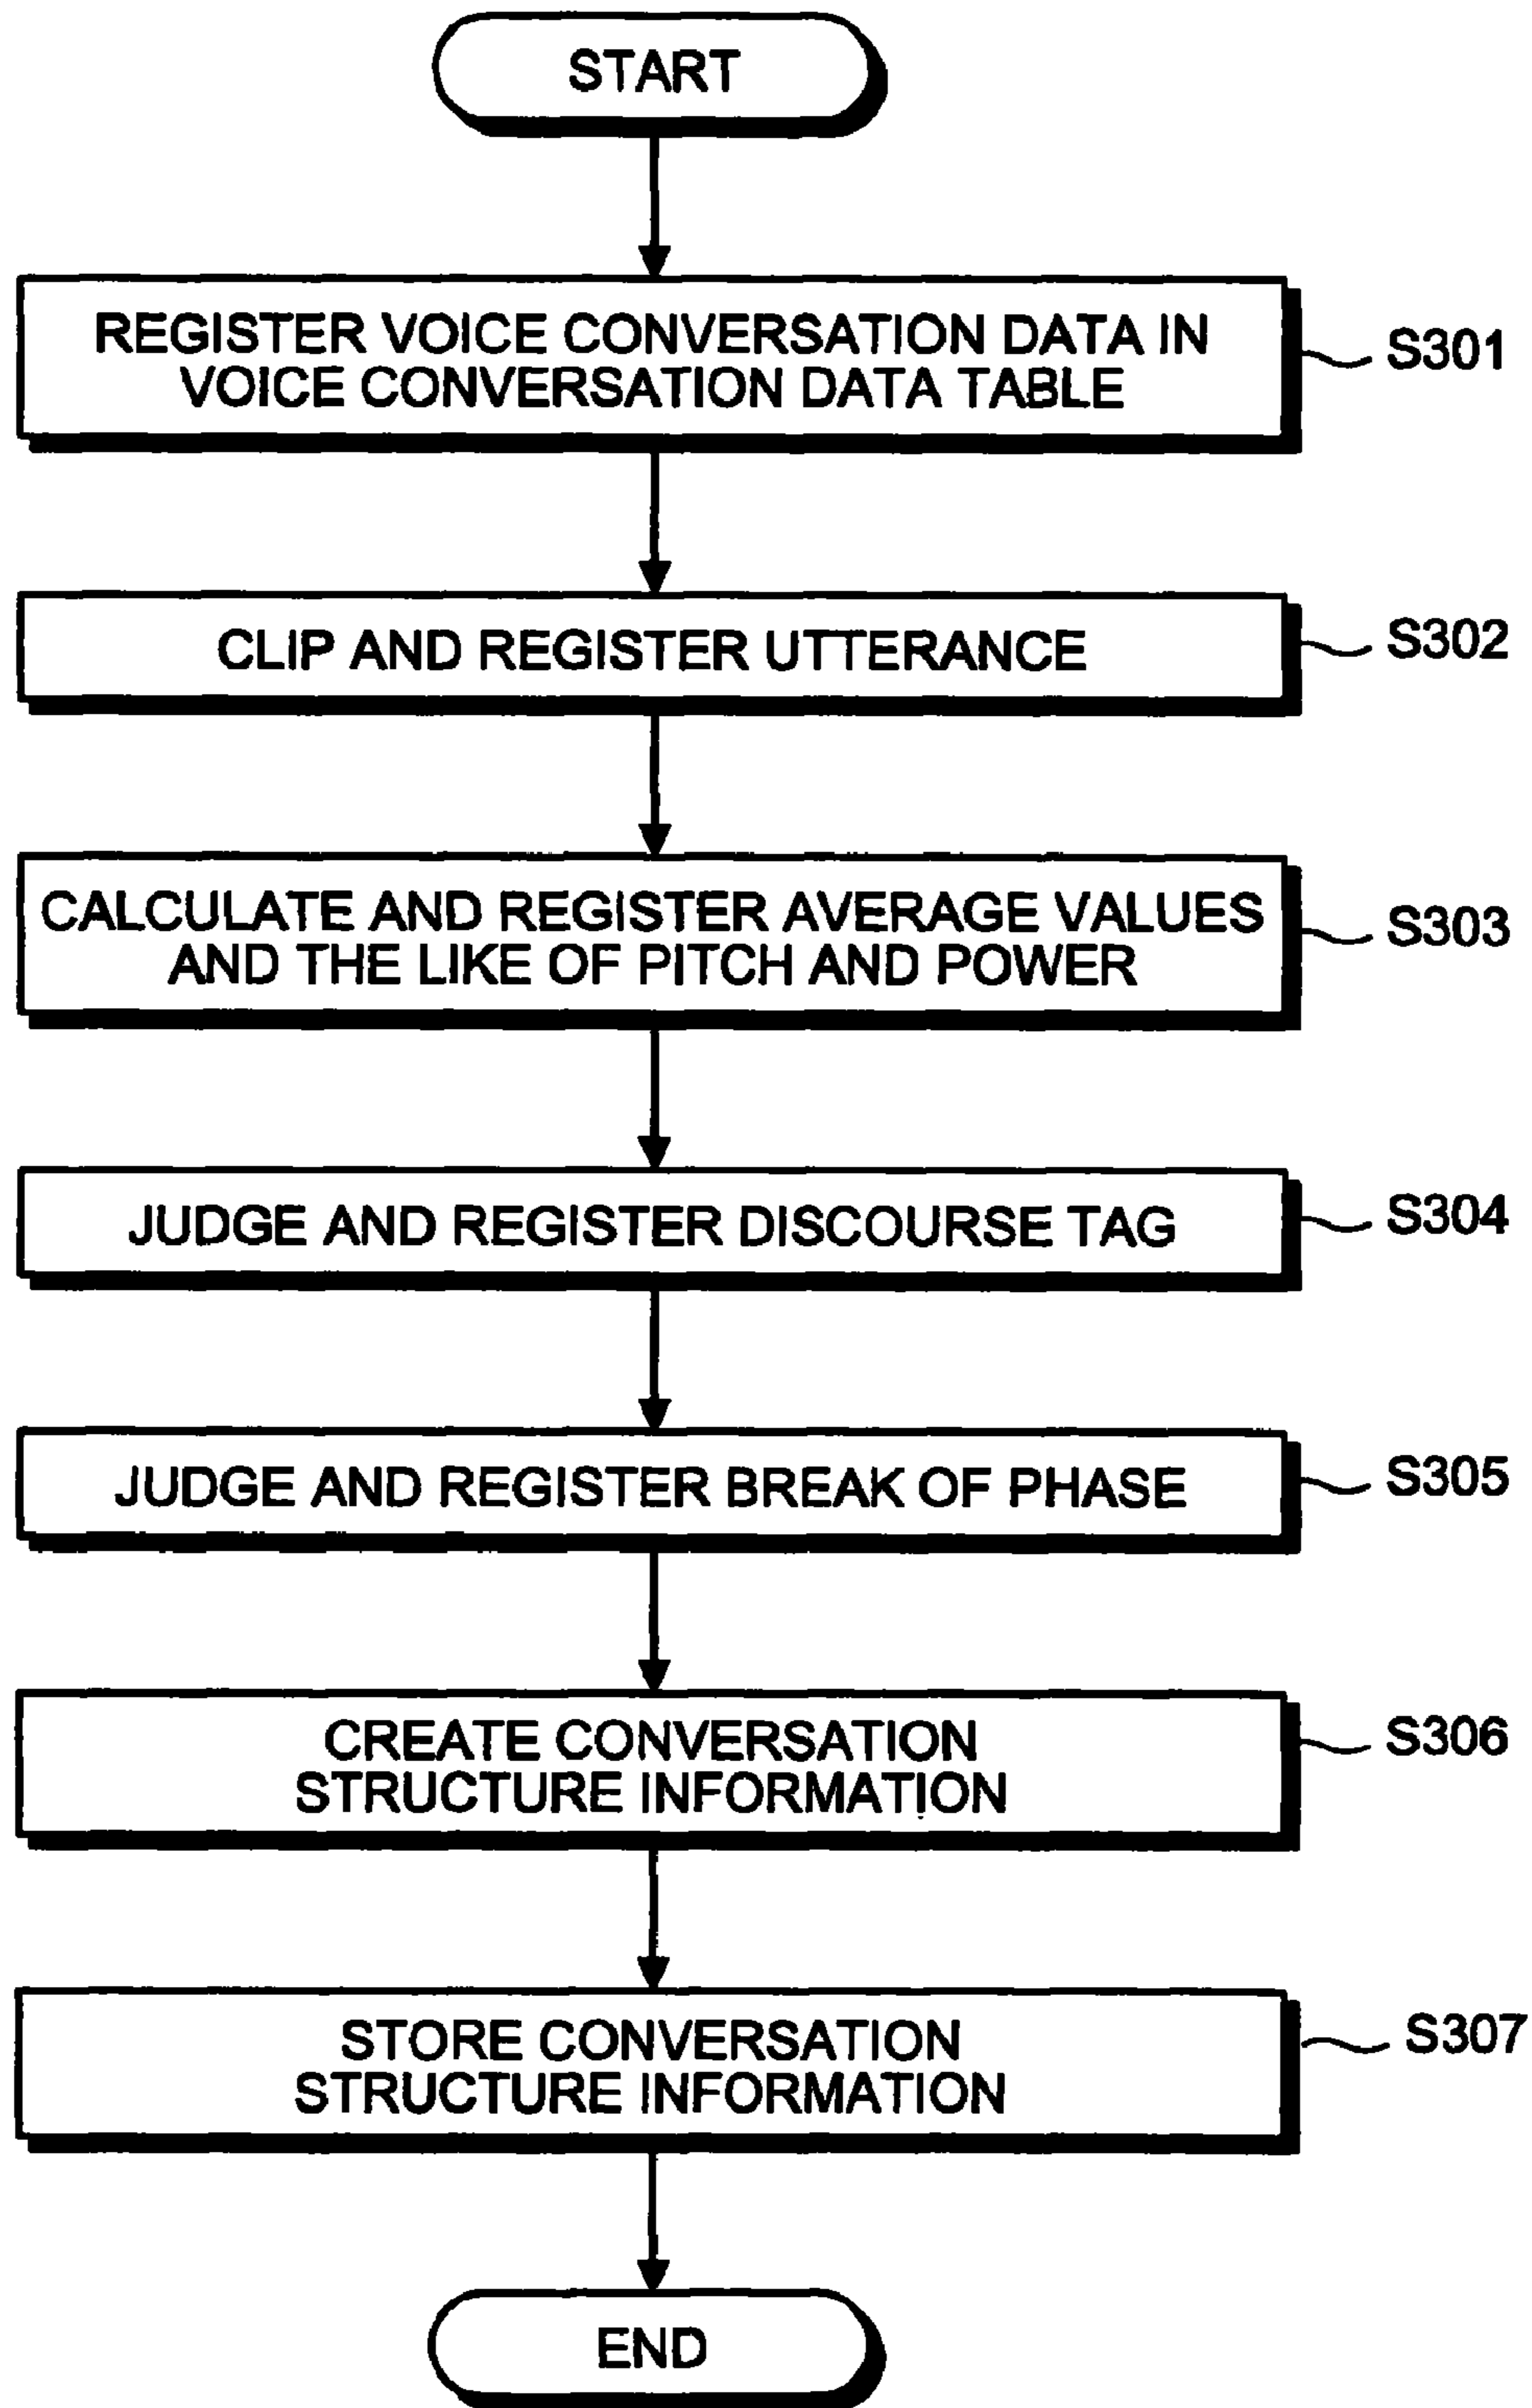 START
REGISTER VOICE CONVERSATION DATA IN
VOICE CONVERSATION DATA TABLE
S301
CLIP AND REGISTER UTTERANCE
S302
CALCULATE AND REGISTER AVERAGE VALUES
AND THE LIKE OF PITCH AND POWER
S303
JUDGE AND REGISTER DISCOURSE TAG
S304
JUDGE AND REGISTER BREAK OF PHASE
S305
CREATE CONVERSATION
STRUCTURE INFORMATION
S306
STORE CONVERSATION
STRUCTURE INFORMATION
S307
END